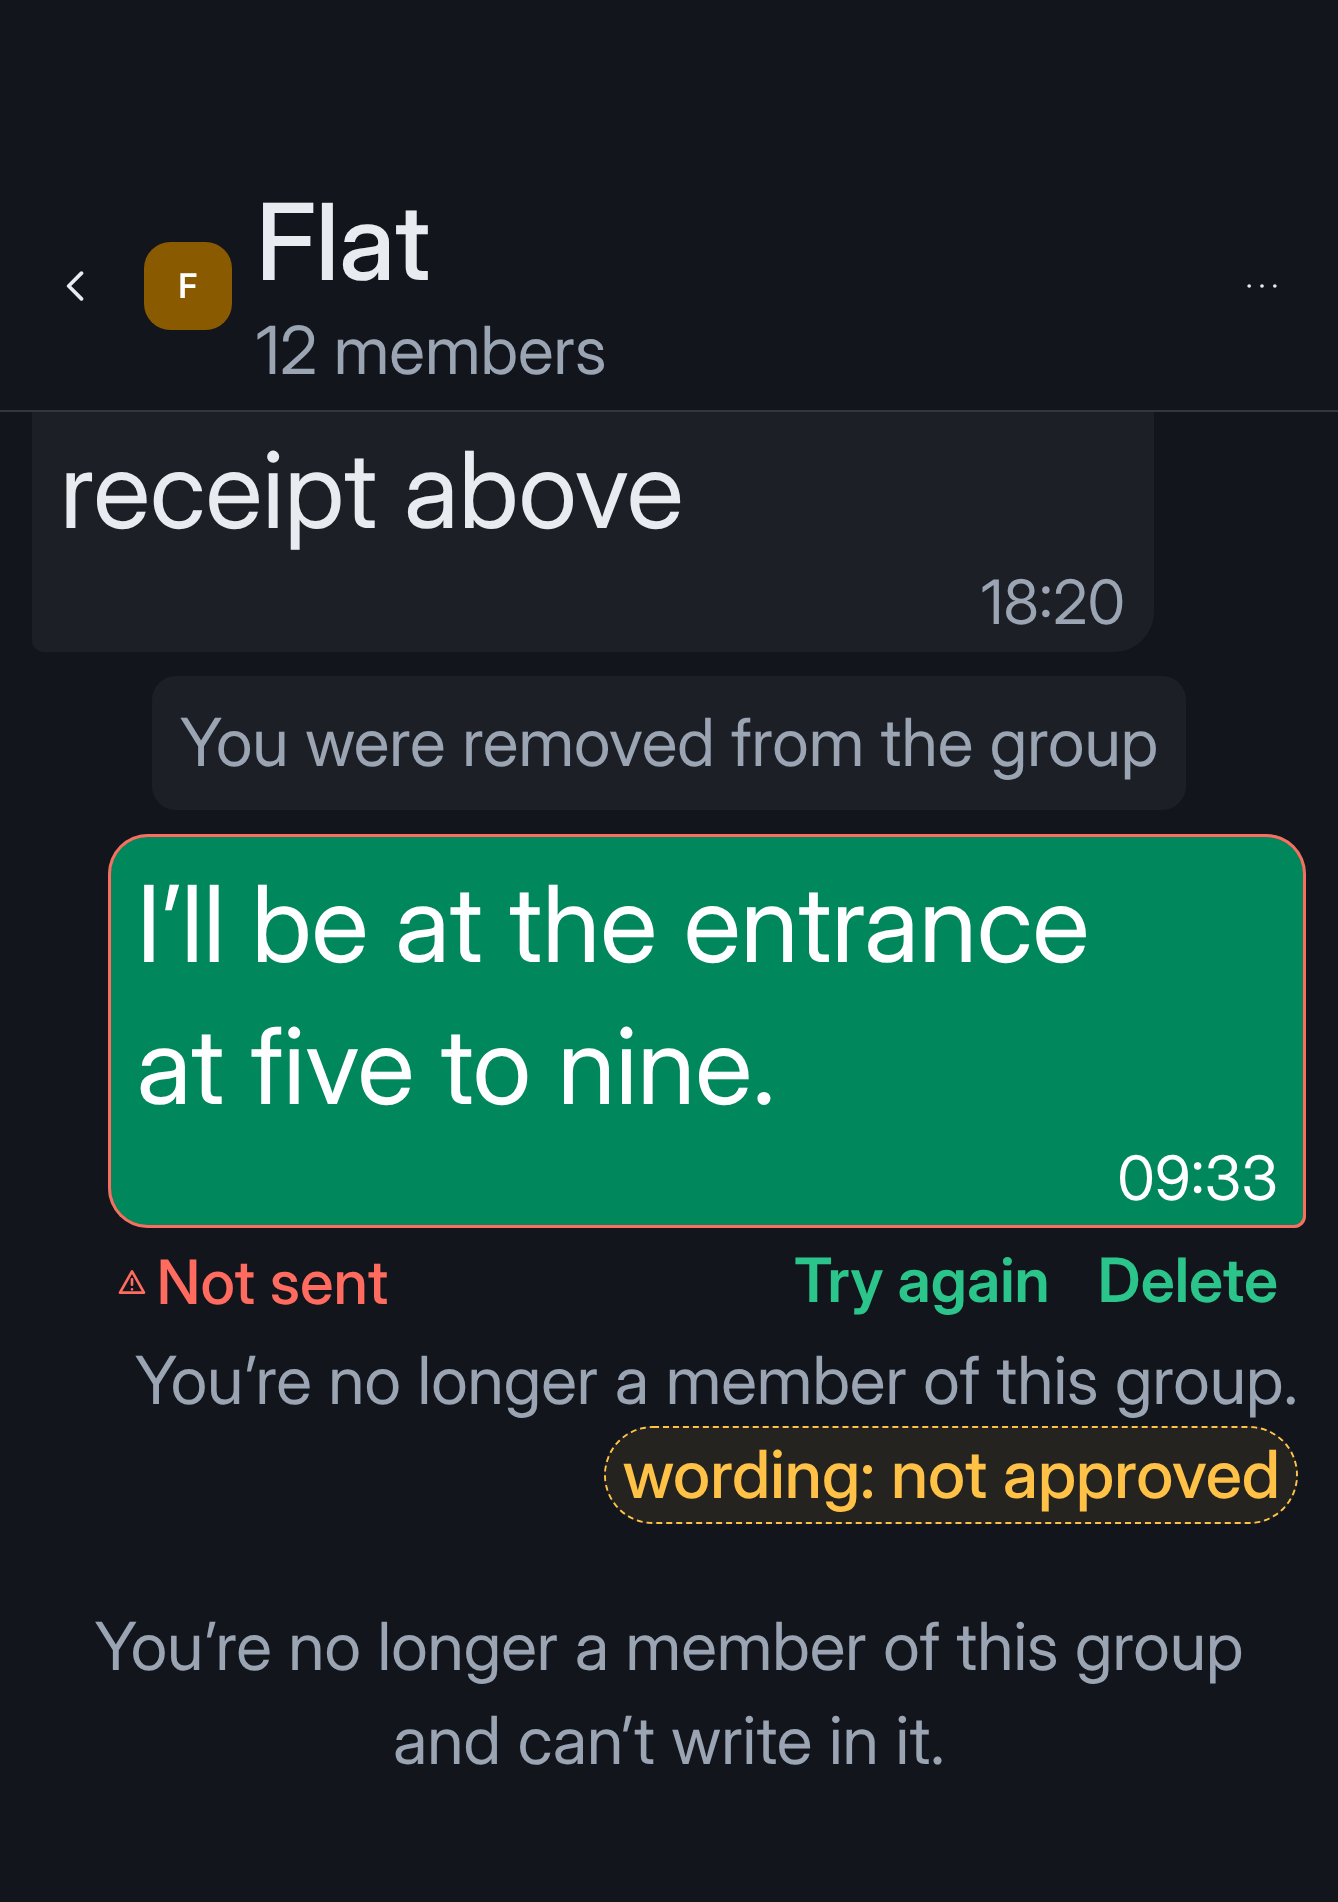 Flat
F
12 members
receipt above
18:20
You were removed from the group
I’ll be at the entrance
at five to nine.
09:33
Not sent
Try again Delete
You’re no longer a member of this group.
wording: not approved
You’re no longer a member of this group
and can’t write in it.